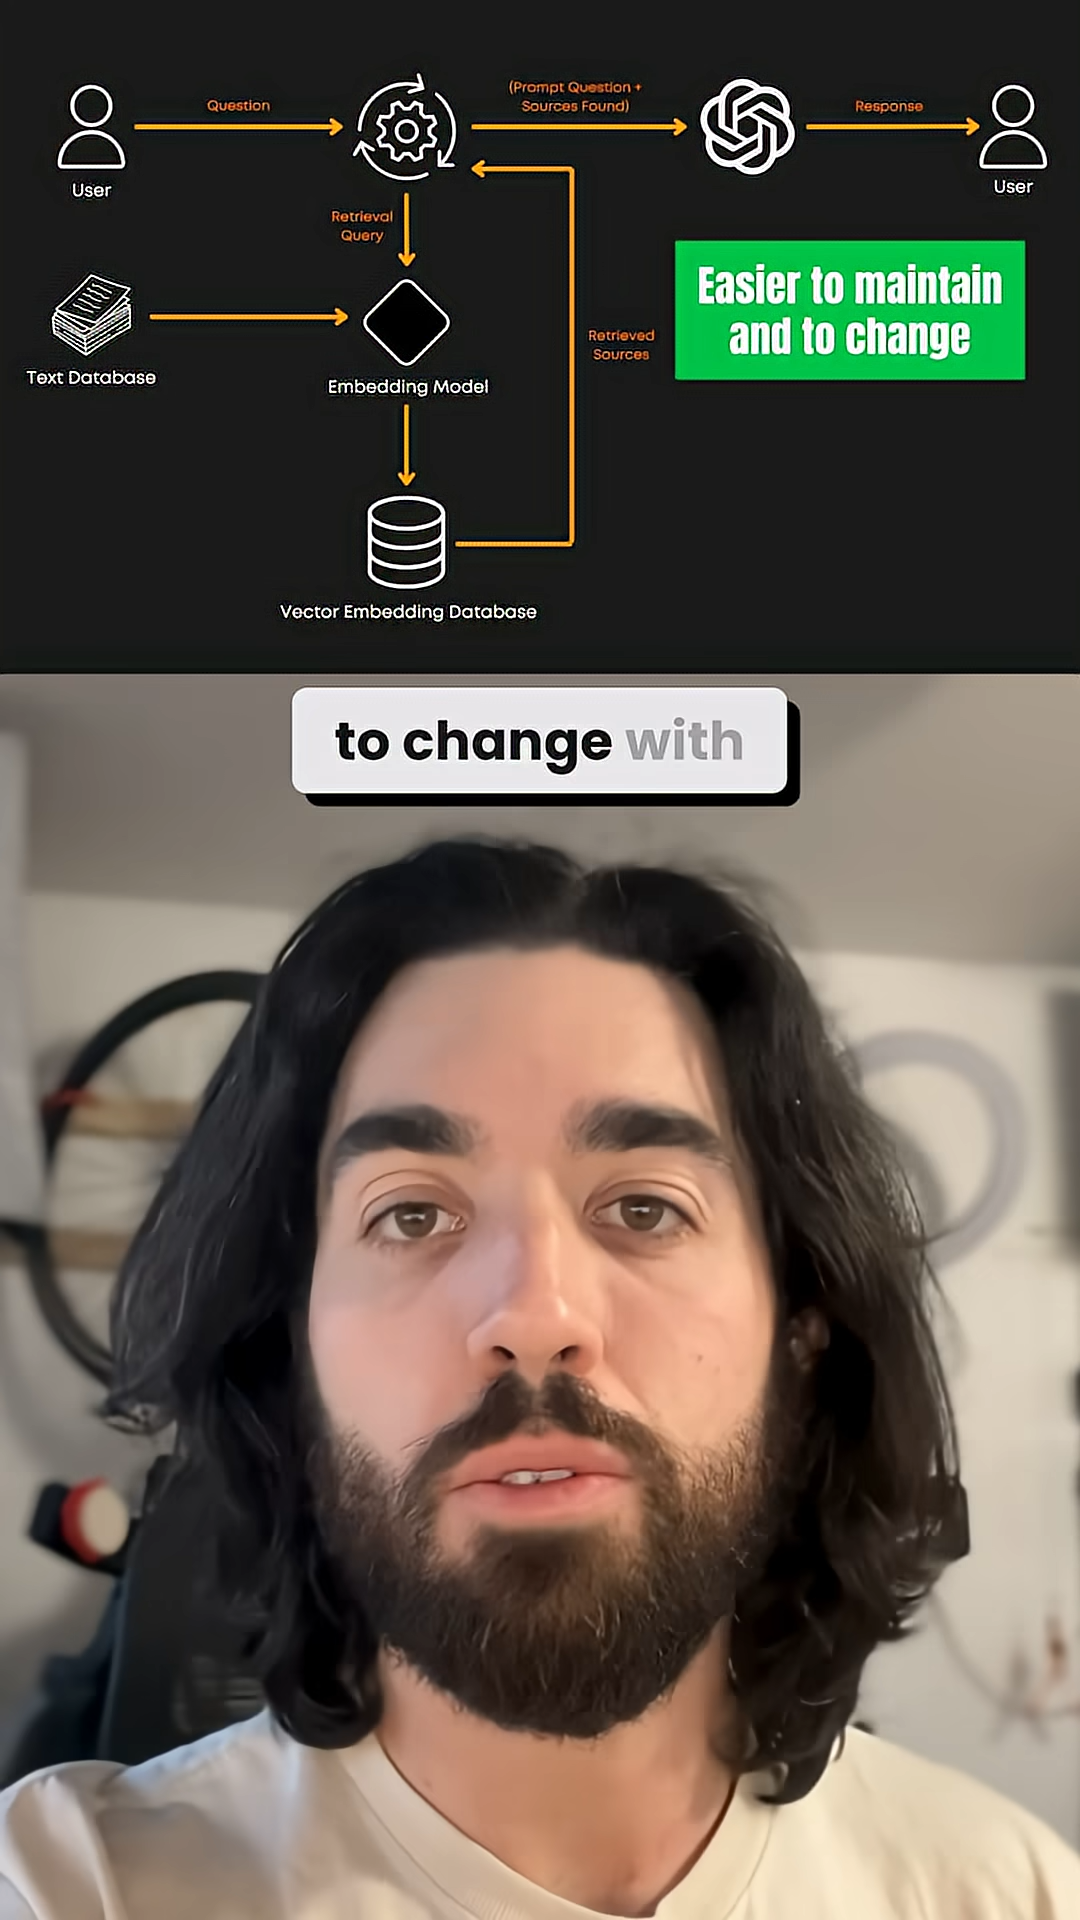 Question
(Prompt Question +
Sources Found)
Response
User
User
Retrieval
Query
Easier to maintain
and to change
Retrieved
Sources
Text Database
Embedding Model
Vector Embedding Database
to change with